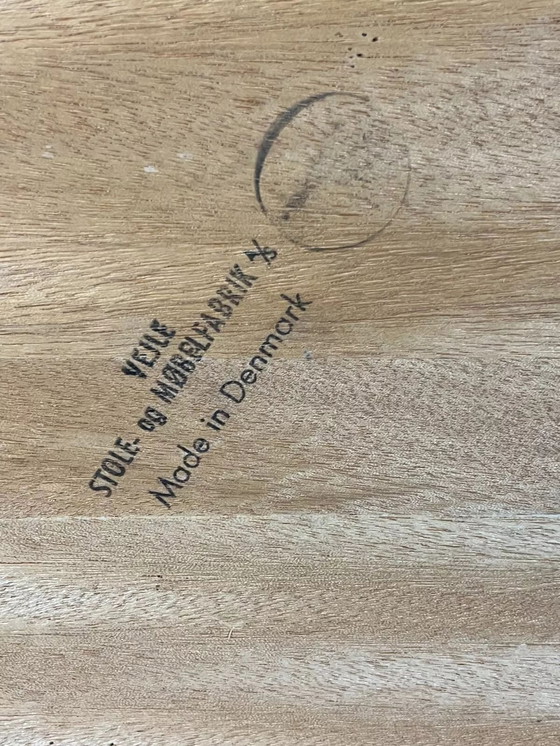 VEJLE
STOLE- og MØBELFABRIK A/S
Made in Denmark